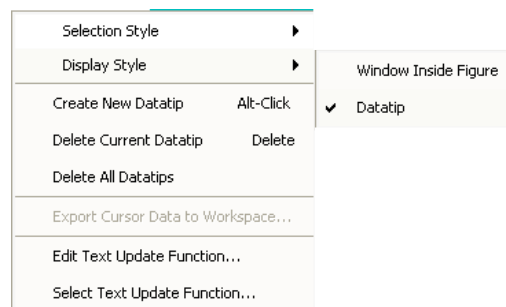 Selection Style
Display Style
Window Inside Figure
Datatip
Create New Datatip Alt-Click
Delete Current Datatip Delete
Delete All Datatips
Export Cursor Data to Workspace...
Edit Text Update Function...
Select Text Update Function...